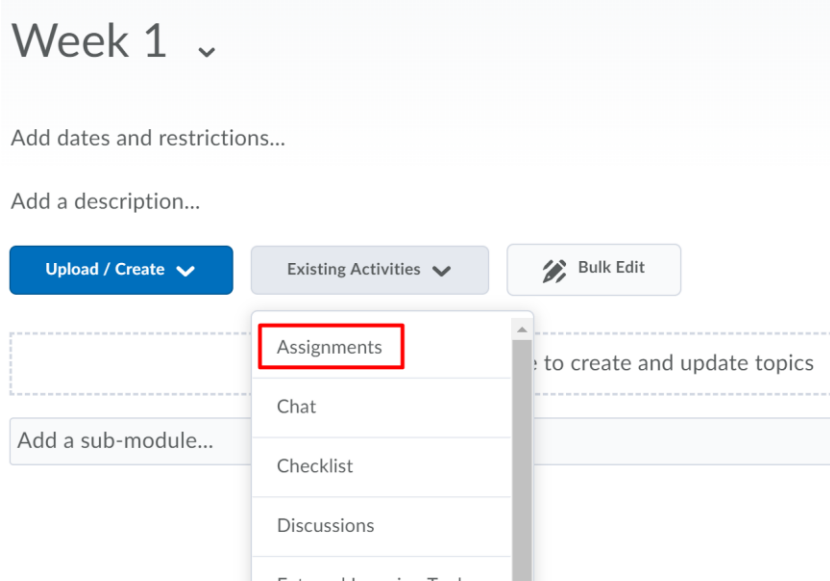 Week 1
Add dates and restrictions...
Add a description...
Upload / Create
Existing Activities
Bulk Edit
Assignments
to create and update topics
Chat
Add a sub-module...
Checklist
Discussions